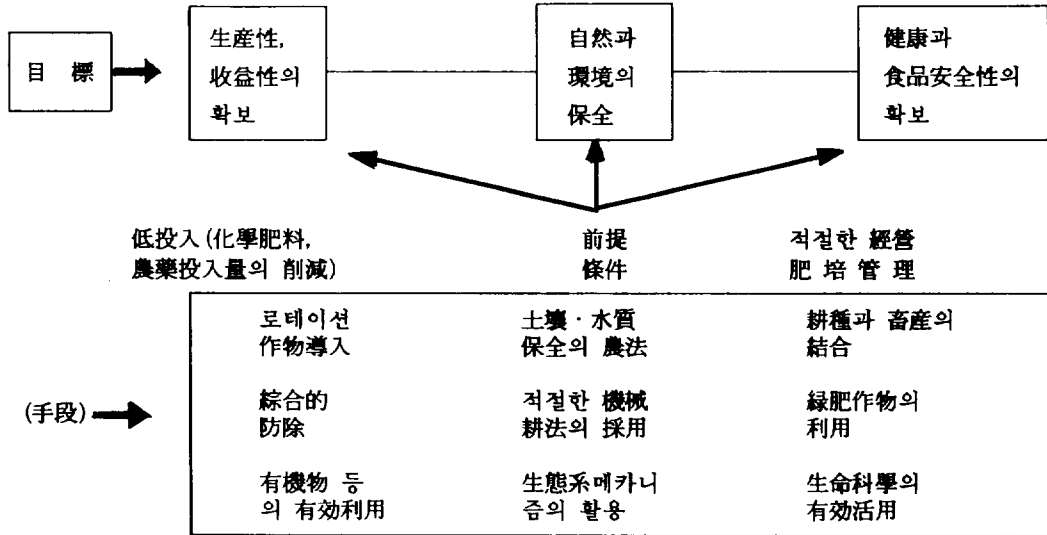 目 標
生産性,
收益性의
확보
自然과
環境의
保全
健康과
食品安全性의
확보
低投入(化學肥料,
農藥投入量의 削減)
前提
條件
적절한 經營
肥培管理
(手段)
로테이션
作物導入
土壤·水質
保全의 農法
耕種과 畜産의
結合
綜合的
防除
적절한 機械
耕法의 採用
緑肥作物의
利用
有機物 등
의 有効利用
生態系메카니
즘의 활용
生命科學의
有効活用